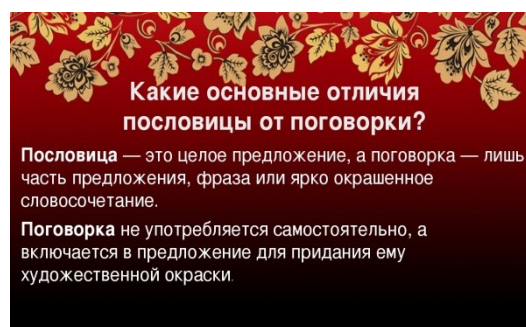 Какие основные отличия
пословицы от поговорки?
Пословица — это целое предложение, а поговорка — лишь
часть предложения, фраза или ярко окрашенное
словосочетание.
Поговорка не употребляется самостоятельно, а
включается в предложение для придания ему
художественной окраски.